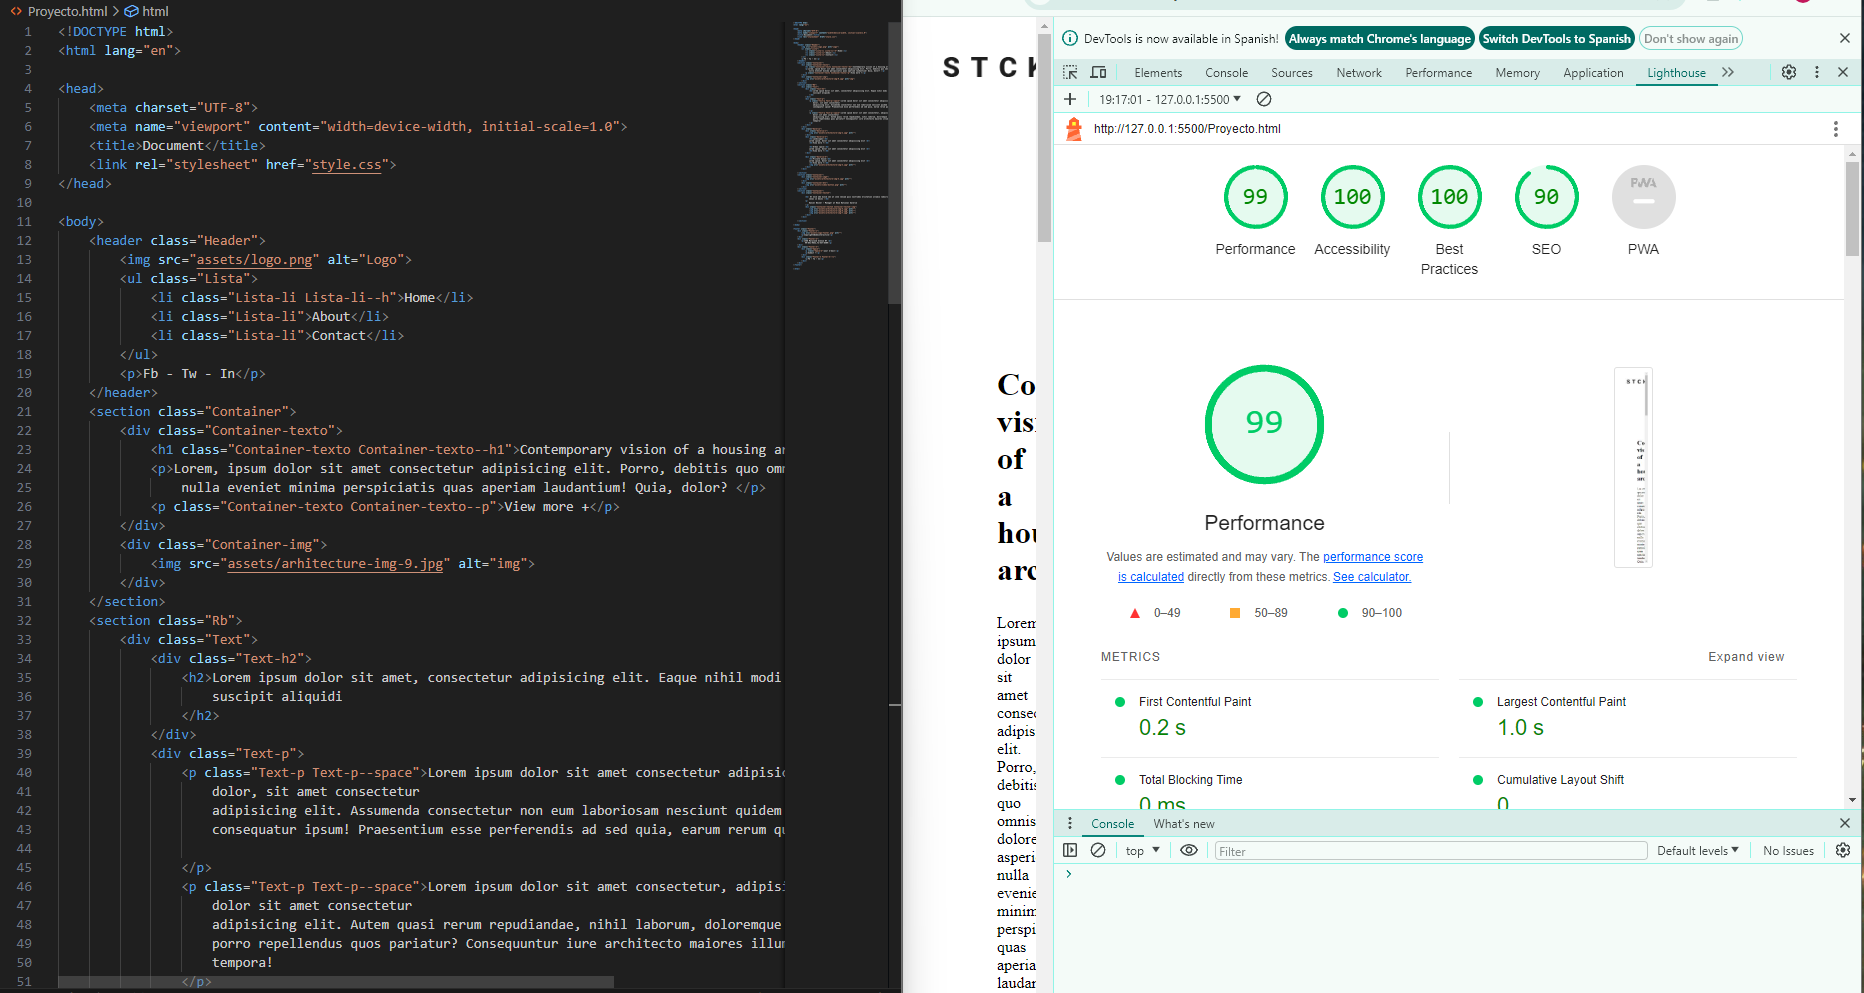 Proyecto.html > html
1 <!DOCTYPE html>
2 <html lang="en">
3
4 <head>
5 <meta charset="UTF-8">
6 <meta name="viewport" content="width=device-width, initial-scale=1.0">
7 <title>Document</title>
8 <link rel="stylesheet" href="style.css">
9 </head>
10
11 <body>
12 <header class="Header">
13 <img src="assets/logo.png" alt="Logo">
14 <ul class="Lista">
15 <li class="Lista-li Lista-li--h">Home</li>
16 <li class="Lista-li">About</li>
17 <li class="Lista-li">Contact</li>
18 </ul>
19 <p>Fb - Tw - In</p>
20 </header>
21 <section class="Container">
22 <div class="Container-texto">
23 <h1 class="Container-texto Container-texto--h1">Contemporary vision of a housing ar
24 <p>Lorem, ipsum dolor sit amet consectetur adipisicing elit. Porro, debitis quo omn
25 nulla eveniet minima perspiciatis quas aperiam laudantium! Quia, dolor? </p>
26 <p class="Container-texto Container-texto--p">View more +</p>
27 </div>
28 <div class="Container-img">
29 <img src="assets/arhitecture-img-9.jpg" alt="img">
30 </div>
31 </section>
32 <section class="Rb">
33 <div class="Text">
34 <div class="Text-h2">
35 <h2>Lorem ipsum dolor sit amet, consectetur adipisicing elit. Eaque nihil modi
36 suscipit aliquidi
37 </h2>
38 </div>
39 <div class="Text-p">
40 <p class="Text-p Text-p--space">Lorem ipsum dolor sit amet consectetur adipisic
41 dolor, sit amet consectetur
42 adipisicing elit. Assumenda consectetur non eum laboriosam nesciunt quidem
43 consequatur ipsum! Praesentium esse perferendis ad sed quia, earum rerum qu
44
45 </p>
46 <p class="Text-p Text-p--space">Lorem ipsum dolor sit amet consectetur, adipisi
47 dolor sit amet consectetur
48 adipisicing elit. Autem quasi rerum repudiandae, nihil laborum, doloremque
49 porro repellendus quos pariatur? Consequuntur iure architecto maiores illum
50 tempora!
51 </p>
STCK
Co
vis
of
a
hou
arc
Lorem
ipsum
dolor
sit
amet
consec
adipis
elit.
Porro,
debitis
quo
omnis
dolore
asperi
nulla
evenie
minim
perspi
quas
aperia
laudan
DevTools is now available in Spanish! Always match Chrome's language Switch DevTools to Spanish Don't show again
Elements Console Sources Network Performance Memory Application Lighthouse
19:17:01 - 127.0.0.1:5500
http://127.0.0.1:5500/Proyecto.html
99 100 100 90 PWA
Performance Accessibility Best Practices SEO PWA
99
Performance
Values are estimated and may vary. The performance score
is calculated directly from these metrics. See calculator.
0–49 50–89 90–100
STCK
METRICS Expand view
First Contentful Paint
0.2 s
Largest Contentful Paint
1.0 s
Total Blocking Time
0 ms
Cumulative Layout Shift
0
Console What's new
top Filter Default levels No Issues